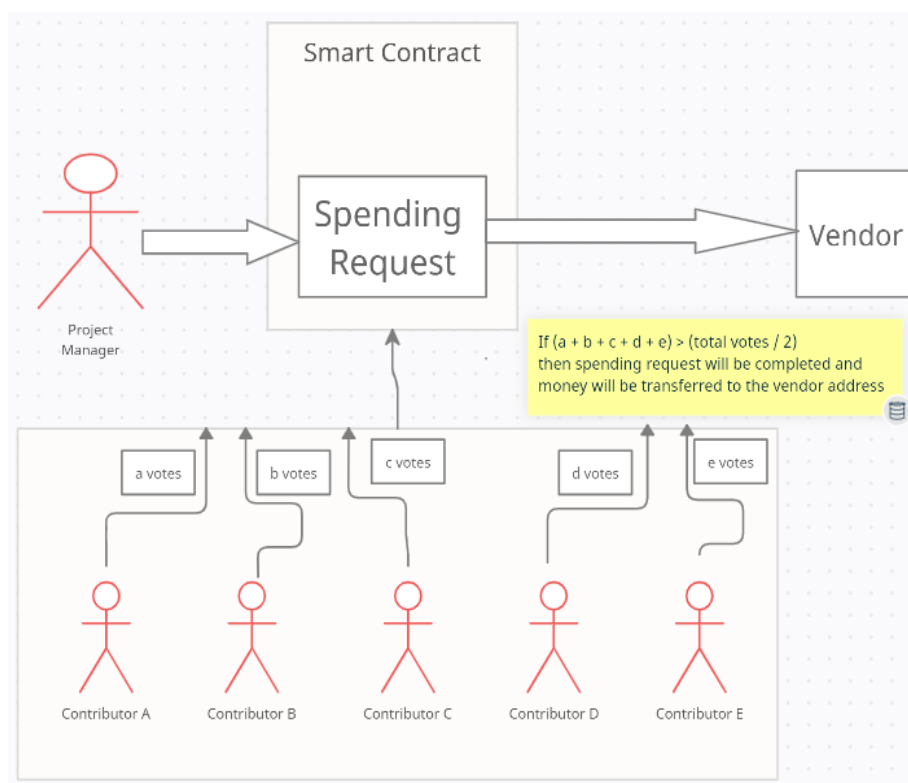 Smart Contract
Spending
Request
Vendor
Project
Manager
If (a + b + c + d + e) > (total votes / 2)
then spending request will be completed and
money will be transferred to the vendor address
a votes
b votes
c votes
d votes
e votes
Contributor A
Contributor B
Contributor C
Contributor D
Contributor E